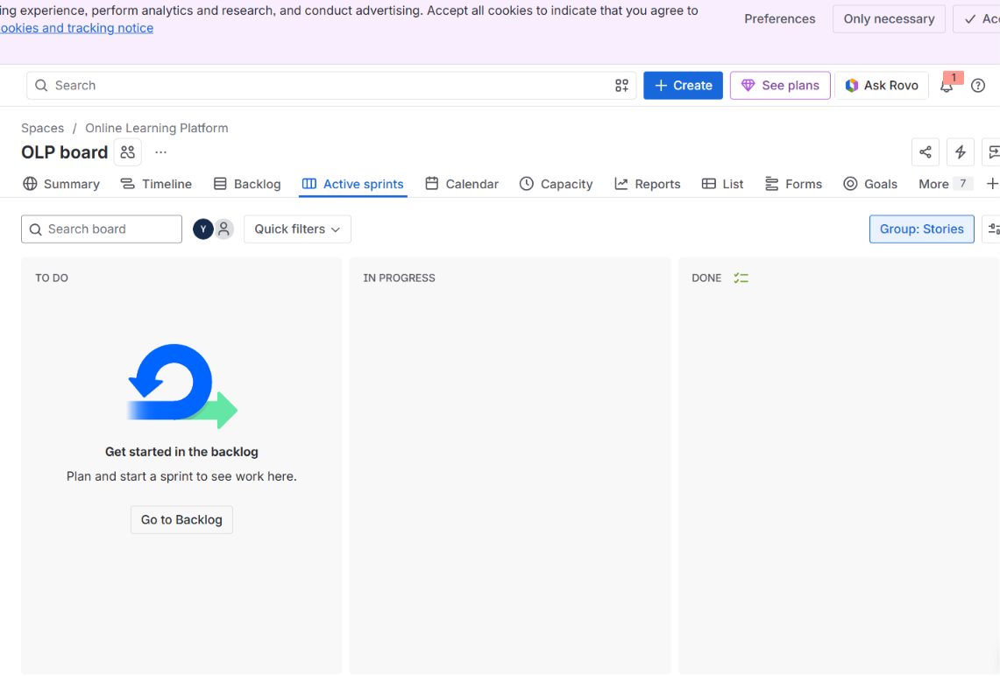 ing experience, perform analytics and research, and conduct advertising. Accept all cookies to indicate that you agree to
ookies and tracking notice
Preferences
Only necessary
Search
Create
See plans
Ask Rovo
1
Spaces / Online Learning Platform
OLP board
Summary
Timeline
Backlog
Active sprints
Calendar
Capacity
Reports
List
Forms
Goals
More 7
Search board
Y
Quick filters
Group: Stories
TO DO
IN PROGRESS
DONE
Get started in the backlog
Plan and start a sprint to see work here.
Go to Backlog